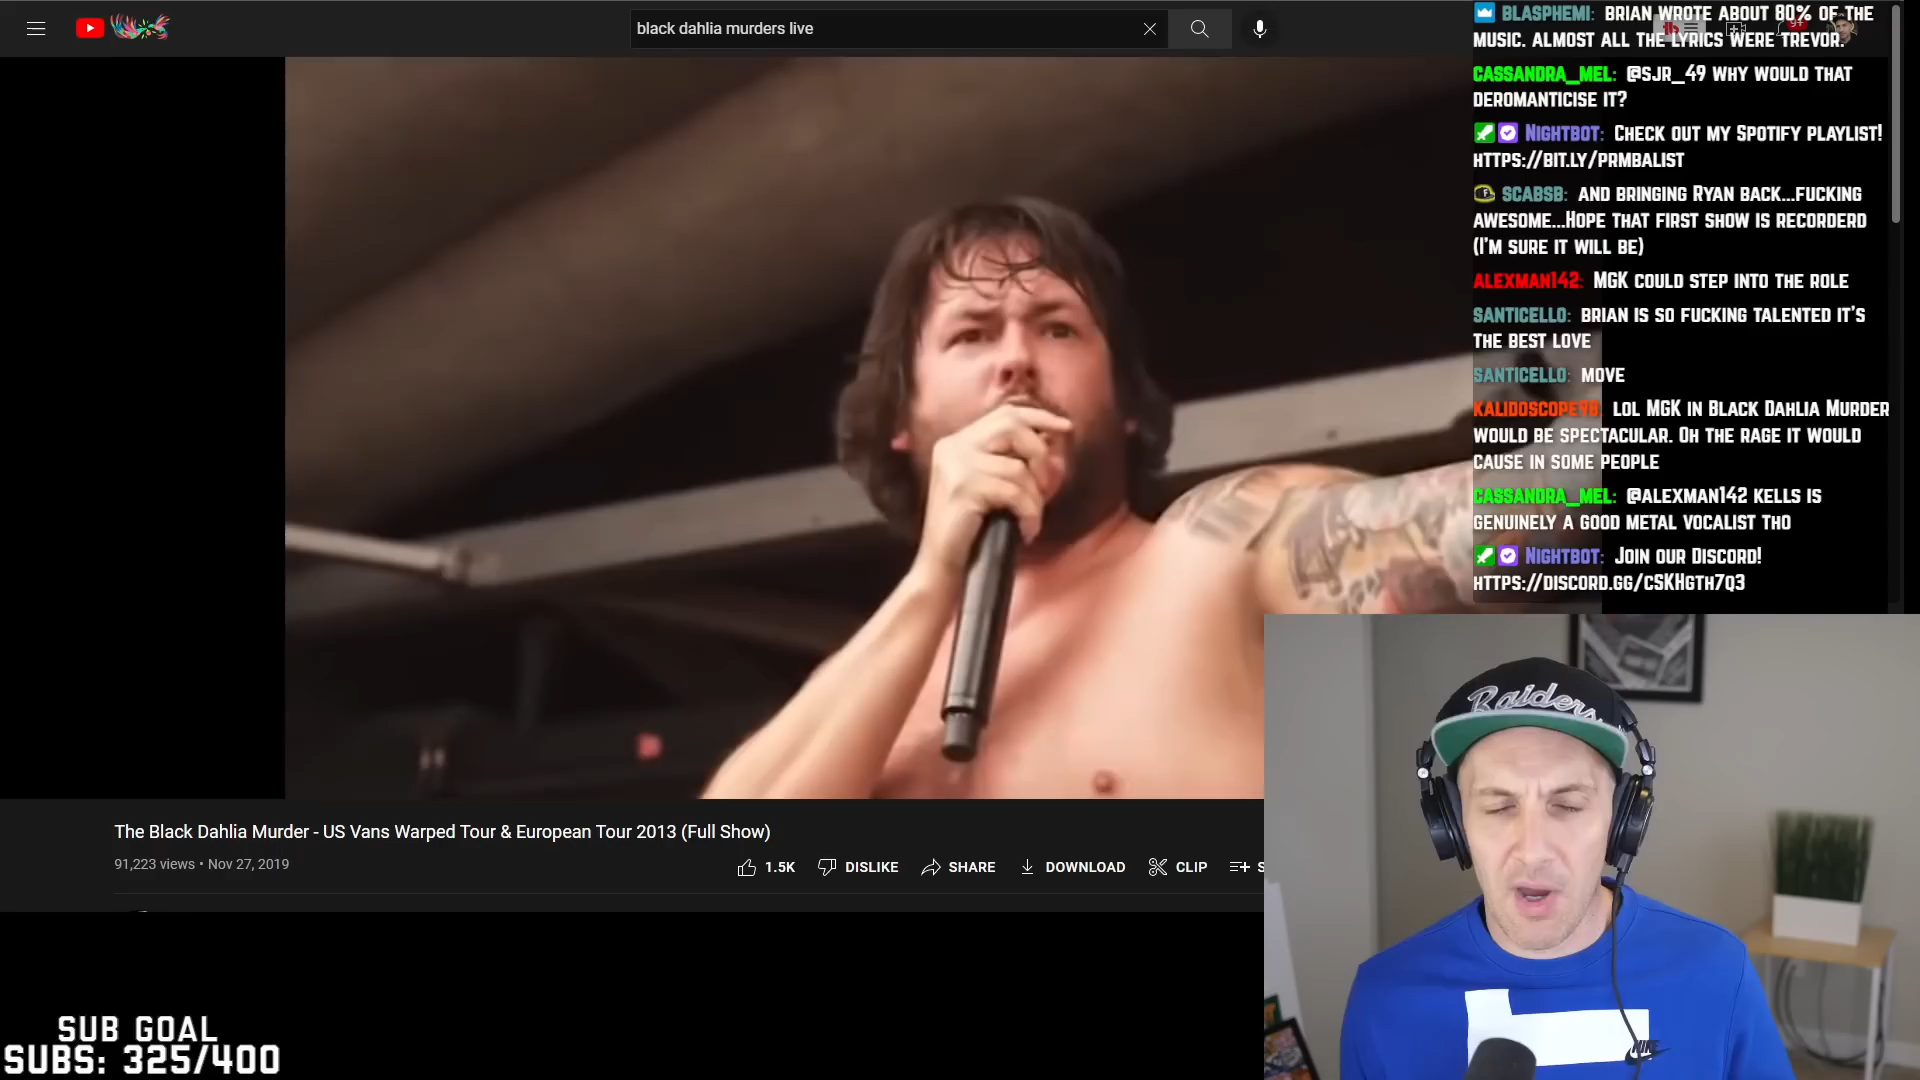 black dahlia murders live
BLASPHEMI: BRIAN WROTE ABOUT 80% OF THE
MUSIC. ALMOST ALL THE LYRICS WERE TREVOR.
CASSANDRA_MEL: @SJR_49 WHY WOULD THAT
DEROMANTICISE IT?
NIGHTBOT: CHECK OUT MY SPOTIFY PLAYLIST!
HTTPS://BIT.LY/PRMBALIST
SCABSB: AND BRINGING RYAN BACK...FUCKING
AWESOME...HOPE THAT FIRST SHOW IS RECORDERD
(I'M SURE IT WILL BE)
ALEXMAN142: MGK COULD STEP INTO THE ROLE
SANTICELLO: BRIAN IS SO FUCKING TALENTED IT'S
THE BEST LOVE
SANTICELLO: MOVE
KALIDOSCOPE98: LOL MGK IN BLACK DAHLIA MURDER
WOULD BE SPECTACULAR. OH THE RAGE IT WOULD
CAUSE IN SOME PEOPLE
CASSANDRA_MEL: @ALEXMAN142 KELLS IS
GENUINELY A GOOD METAL VOCALIST THO
NIGHTBOT: JOIN OUR DISCORD!
HTTPS://DISCORD.GG/CSKHGTH7Q3
The Black Dahlia Murder - US Vans Warped Tour & European Tour 2013 (Full Show)
91,223 views • Nov 27, 2019
1.5K DISLIKE SHARE DOWNLOAD CLIP
Raiders
NIKE
SUB GOAL
SUBS: 325/400